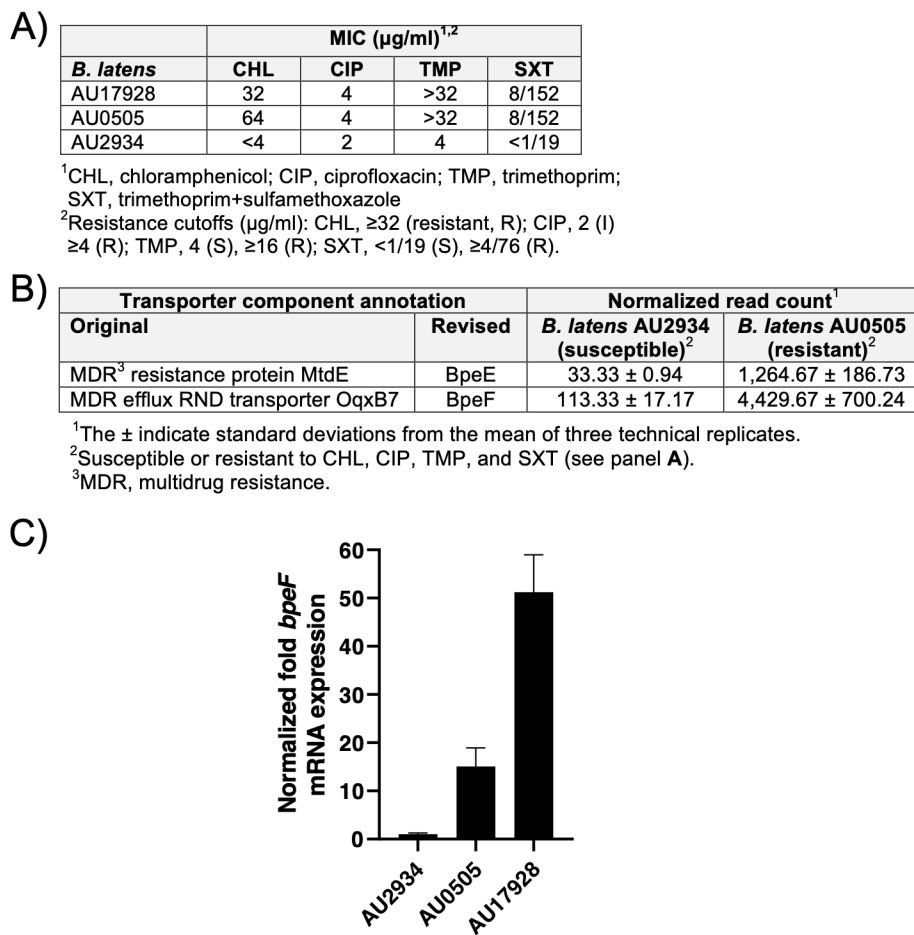 A)
MIC (µg/ml)1,2
B. latens CHL CIP TMP SXT
AU17928 32 4 >32 8/152
AU0505 64 4 >32 8/152
AU2934 <4 2 4 <1/19
1CHL, chloramphenicol; CIP, ciprofloxacin; TMP, trimethoprim;
SXT, trimethoprim+sulfamethoxazole
2Resistance cutoffs (µg/ml): CHL, ≥32 (resistant, R); CIP, 2 (I)
≥4 (R); TMP, 4 (S), ≥16 (R); SXT, <1/19 (S), ≥4/76 (R).
B)
Transporter component annotation Normalized read count1
Original Revised B. latens AU2934 B. latens AU0505
(susceptible)2 (resistant)2
MDR3 resistance protein MtdE BpeE 33.33 ± 0.94 1,264.67 ± 186.73
MDR efflux RND transporter OqxB7 BpeF 113.33 ± 17.17 4,429.67 ± 700.24
1The ± indicate standard deviations from the mean of three technical replicates.
2Susceptible or resistant to CHL, CIP, TMP, and SXT (see panel A).
3MDR, multidrug resistance.
C)
Normalized fold bpeF
mRNA expression
60
50
40
30
20
10
0
AU2934
AU0505
AU17928